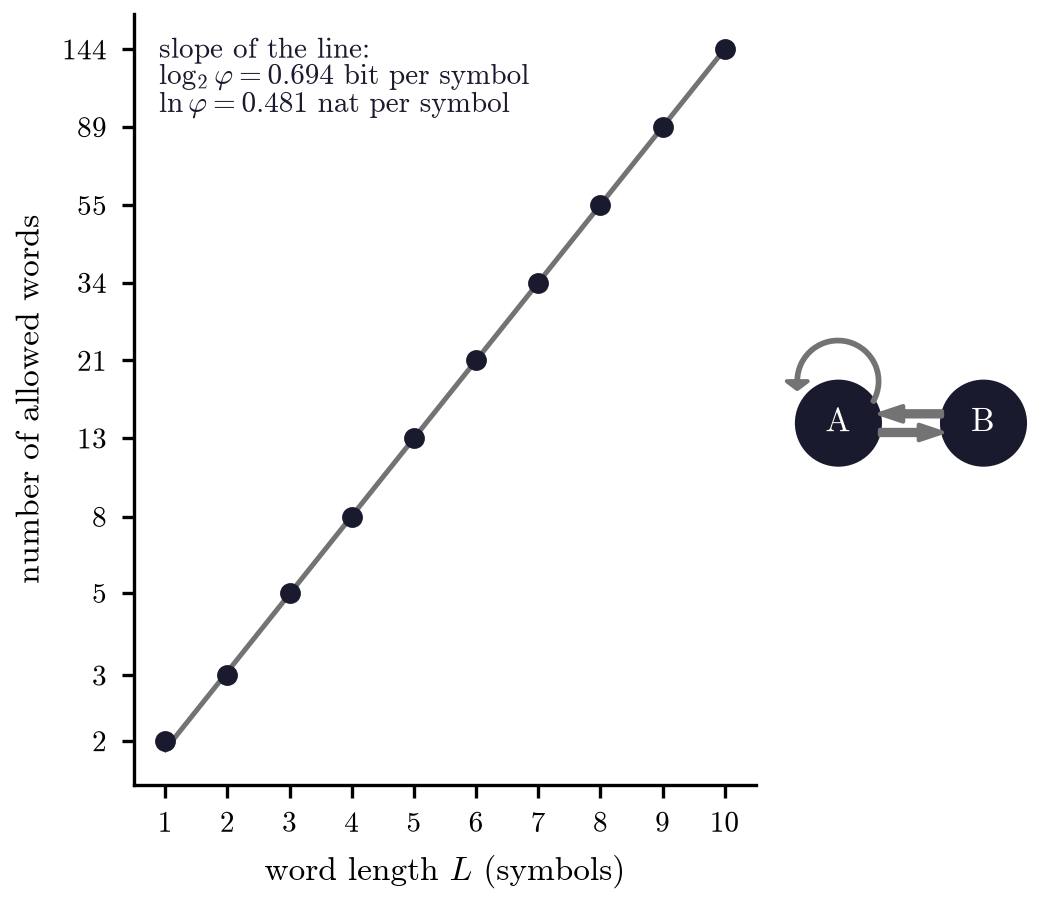 slope of the line:
log₂ φ = 0.694 bit per symbol
ln φ = 0.481 nat per symbol
144
89
55
34
21
13
8
5
3
2
number of allowed words
1 2 3 4 5 6 7 8 9 10
word length L (symbols)
A B